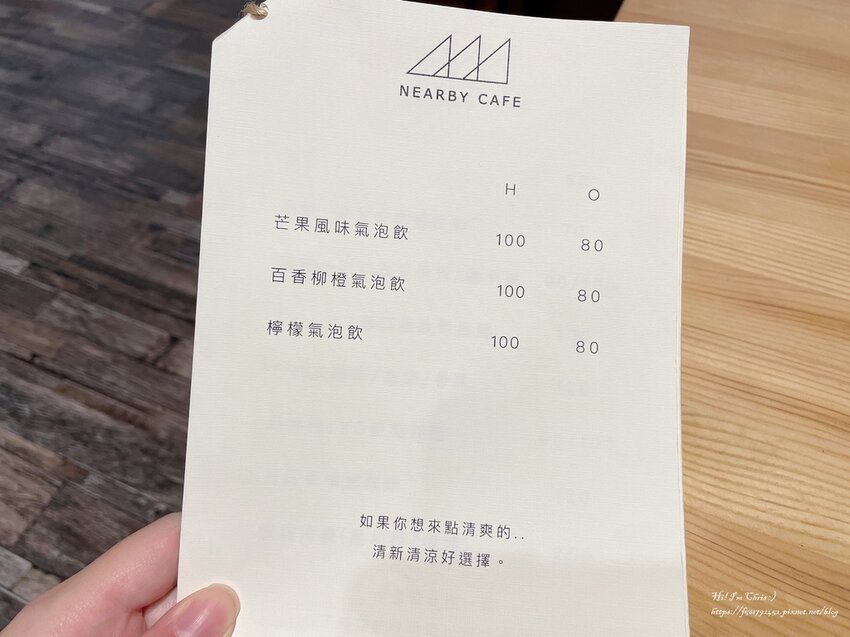 NEARBY CAFE
H O
芒果風味氣泡飲 100 80
百香柳橙氣泡飲 100 80
檸檬氣泡飲 100 80
如果你想來點清爽的..
清新清涼好選擇。
Hi! I'm Chris :)